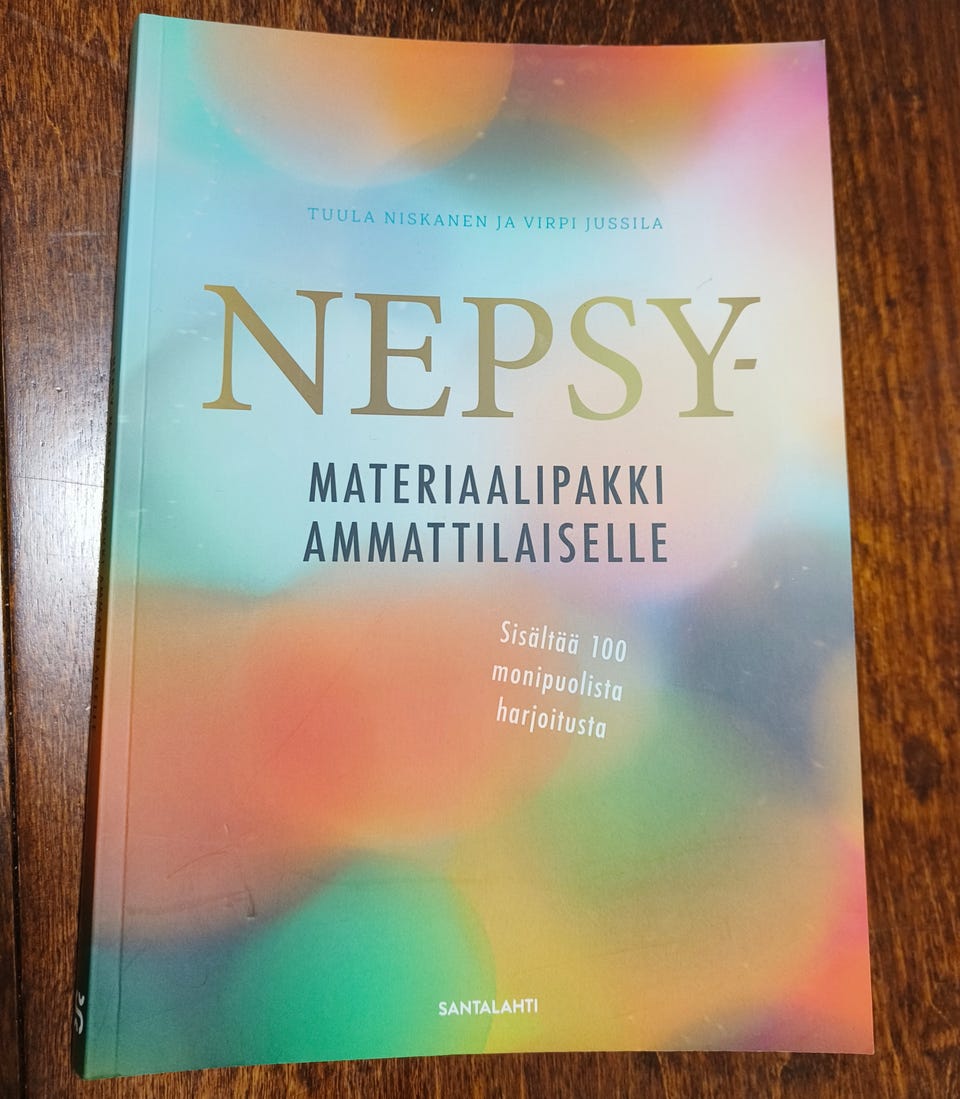 TUULA NISKANEN JA VIRPI JUSSILA
NEPSY-
MATERIAALIPAKKI
AMMATTILAISELLE
Sisältää 100
monipuolista
harjoitusta
SANTALAHTI